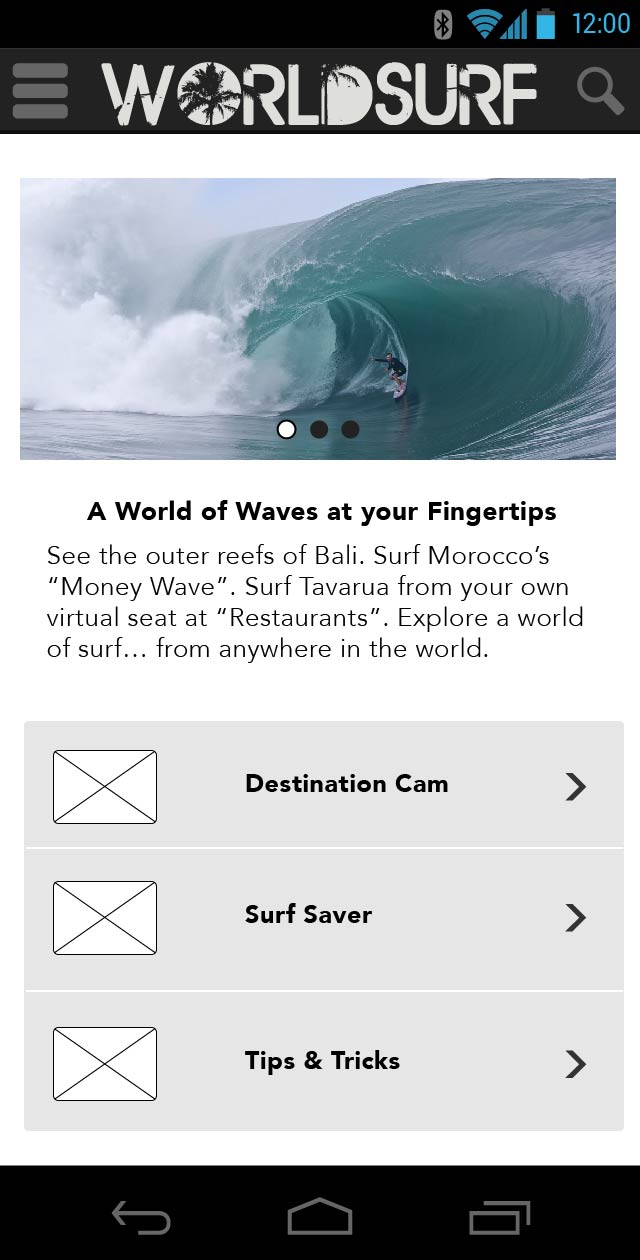 12:00
WORLDSURF
A World of Waves at your Fingertips
See the outer reefs of Bali. Surf Morocco’s
“Money Wave”. Surf Tavarua from your own
virtual seat at “Restaurants”. Explore a world
of surf… from anywhere in the world.
Destination Cam
Surf Saver
Tips & Tricks